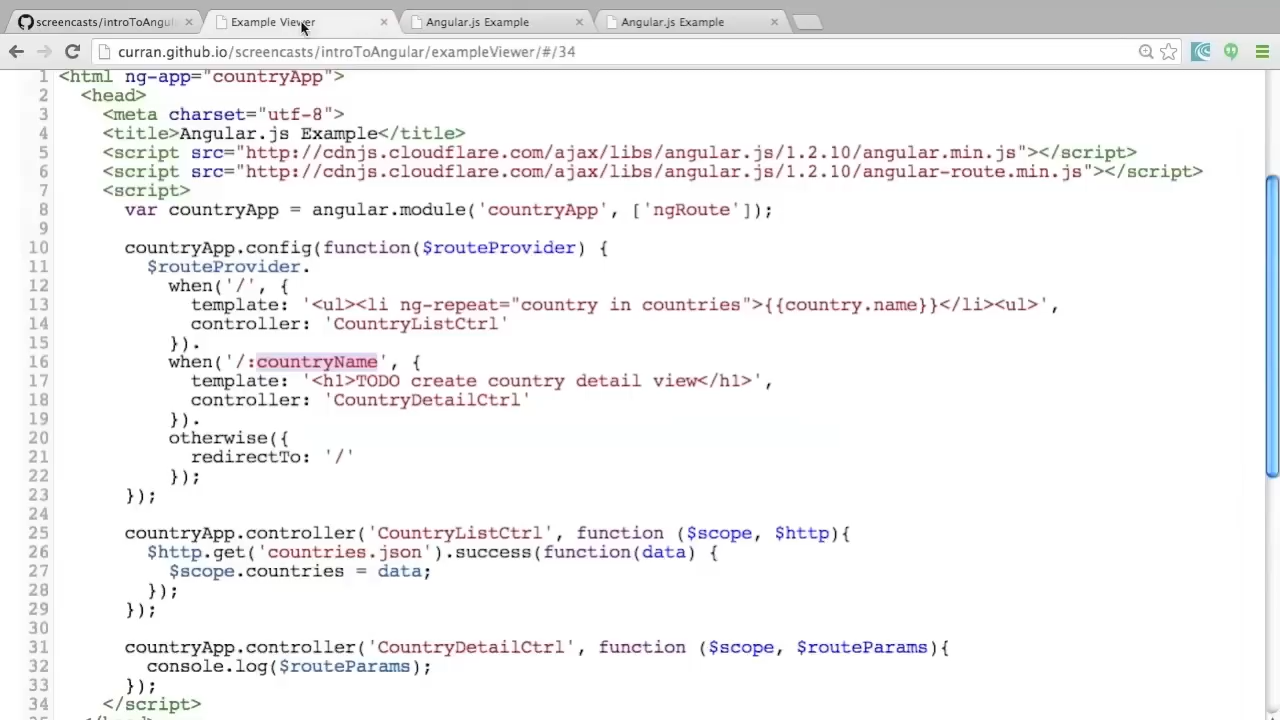 screencasts/introToAngul
Example Viewer
Angular.js Example
Angular.js Example
curran.github.io/screencasts/introToAngular/exampleViewer/#/34
1 <html ng-app="countryApp">
2 <head>
3 <meta charset="utf-8">
4 <title>Angular.js Example</title>
5 <script src="http://cdnjs.cloudflare.com/ajax/libs/angular.js/1.2.10/angular.min.js"></script>
6 <script src="http://cdnjs.cloudflare.com/ajax/libs/angular.js/1.2.10/angular-route.min.js"></script>
7 <script>
8 var countryApp = angular.module('countryApp', ['ngRoute']);
9
10 countryApp.config(function($routeProvider) {
11 $routeProvider.
12 when('/', {
13 template: '<ul><li ng-repeat="country in countries">{{country.name}}</li><ul>',
14 controller: 'CountryListCtrl'
15 }).
16 when('/:countryName', {
17 template: '<h1>TODO create country detail view</h1>',
18 controller: 'CountryDetailCtrl'
19 }).
20 otherwise({
21 redirectTo: '/'
22 });
23 });
24
25 countryApp.controller('CountryListCtrl', function ($scope, $http){
26 $http.get('countries.json').success(function(data) {
27 $scope.countries = data;
28 });
29 });
30
31 countryApp.controller('CountryDetailCtrl', function ($scope, $routeParams){
32 console.log($routeParams);
33 });
34 </script>